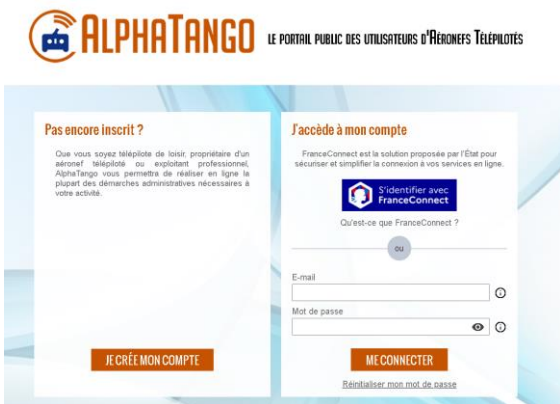 ALPHATANGO
LE PORTAIL PUBLIC DES UTILISATEURS D'AÉRONEFS TÉLÉPILOTÉS
Pas encore inscrit ?
Que vous soyez télépilote de loisir, propriétaire d'un
aéronef télépiloté ou exploitant professionnel,
AlphaTango vous permettra de réaliser en ligne la
plupart des démarches administratives nécessaires à
votre activité.
JE CRÉE MON COMPTE
J'accède à mon compte
FranceConnect est la solution proposée par l'État pour
sécuriser et simplifier la connexion à vos services en ligne.
S'identifier avec
FranceConnect
Qu'est-ce que FranceConnect ?
ou
E-mail
Mot de passe
ME CONNECTER
Réinitialiser mon mot de passe